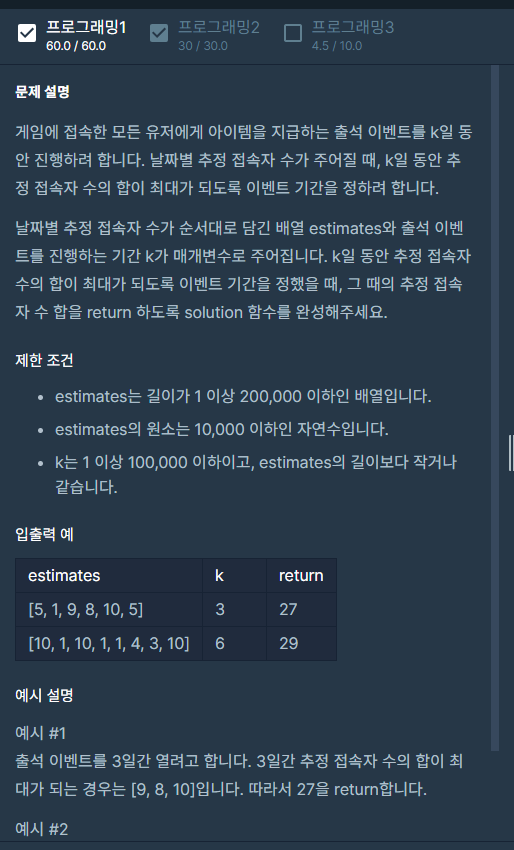 프로그래밍1
60.0 / 60.0
프로그래밍2
30 / 30.0
프로그래밍3
4.5 / 10.0
문제 설명
게임에 접속한 모든 유저에게 아이템을 지급하는 출석 이벤트를 k일 동
안 진행하려 합니다. 날짜별 추정 접속자 수가 주어질 때, k일 동안 추
정 접속자 수의 합이 최대가 되도록 이벤트 기간을 정하려 합니다.
날짜별 추정 접속자 수가 순서대로 담긴 배열 estimates와 출석 이벤
트를 진행하는 기간 k가 매개변수로 주어집니다. k일 동안 추정 접속자
수의 합이 최대가 되도록 이벤트 기간을 정했을 때, 그 때의 추정 접속
자 수 합을 return 하도록 solution 함수를 완성해주세요.
제한 조건
• estimates는 길이가 1 이상 200,000 이하인 배열입니다.
• estimates의 원소는 10,000 이하인 자연수입니다.
• k는 1 이상 100,000 이하이고, estimates의 길이보다 작거나
같습니다.
입출력 예
estimates k return
[5, 1, 9, 8, 10, 5] 3 27
[10, 1, 10, 1, 1, 4, 3, 10] 6 29
예시 설명
예시 #1
출석 이벤트를 3일간 열려고 합니다. 3일간 추정 접속자 수의 합이 최
대가 되는 경우는 [9, 8, 10]입니다. 따라서 27을 return합니다.
예시 #2